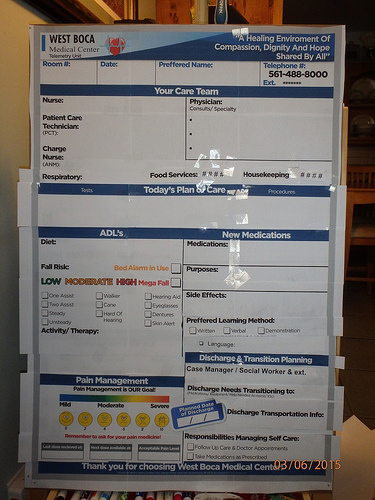 WEST BOCA
Medical Center
Telemetry Unit
"A Healing Enviroment Of
Compassion, Dignity And Hope
Shared By All"
Room #: Date: Preffered Name: Telephone #:
561-488-8000
Ext. *******
Your Care Team
Nurse: Physician:
Consults/ Specialty
Patient Care
Technician:
(PCT):
Charge
Nurse:
(ANM):
Respiratory: Food Services: #### Housekeeping ####
Tests Today's Plan of Care Procedures
ADL's New Medications
Diet: Medications:
Fall Risk: Bed Alarm in Use Purposes:
LOW MODERATE HIGH Mega Fall
Side Effects:
One Assist Walker Hearing Aid
Two Assist Cane Eyeglasses
Steady Hard Of Hearing Dentures
Unsteady Skin Alert
Activity/ Therapy:
Preferred Learning Method:
Written Verbal Demonstration
Language:
Discharge & Transition Planning
Case Manager / Social Worker & ext.
Pain Management
Pain Management is OUR Goal!
Mild Moderate Severe
Discharge Needs Transitioning to:
Planned Date
of Discharge
Discharge Transportation Info:
Remember to ask for your pain medicine!
Last dose received at: Next dose available at: Acceptable Pain Level
Responsibilities Managing Self Care:
Follow Up Care & Doctor Appointments
Take Medications as Prescribed
Thank you for choosing West Boca Medical Center
03/06/2015